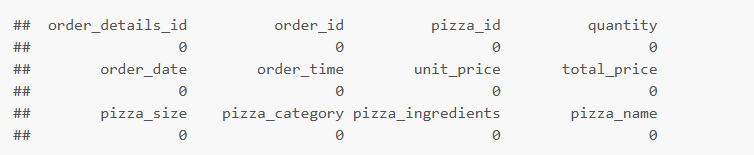 ## order_details_id order_id pizza_id quantity
## 0 0 0 0
## order_date order_time unit_price total_price
## 0 0 0 0
## pizza_size pizza_category pizza_ingredients pizza_name
## 0 0 0 0